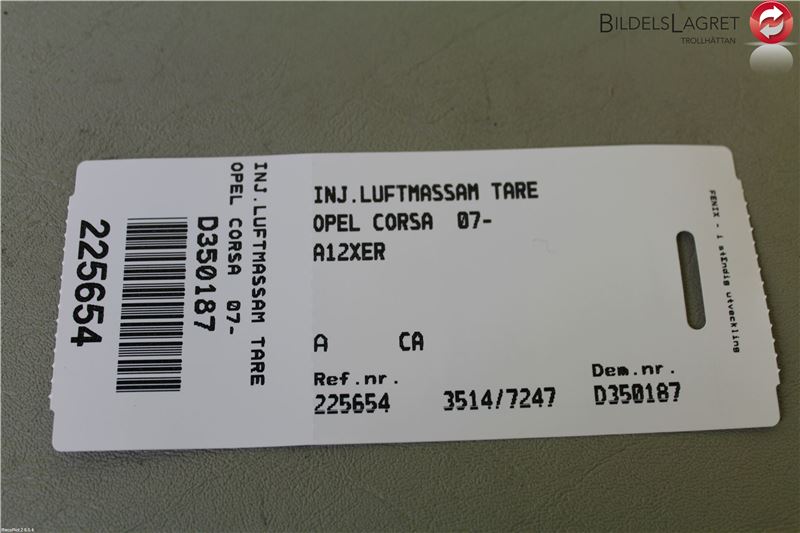 BILDELSLAGRET
TROLLHÄTTAN
INJ.LUFTMASSAM TARE
OPEL CORSA 07-
A12XER
A CA
Ref.nr. Dem.nr.
225654 3514/7247 D350187
INJ.LUFTMASSAM TARE
OPEL CORSA 07-
D350187
225654
FENIX - i stEndig utveckling